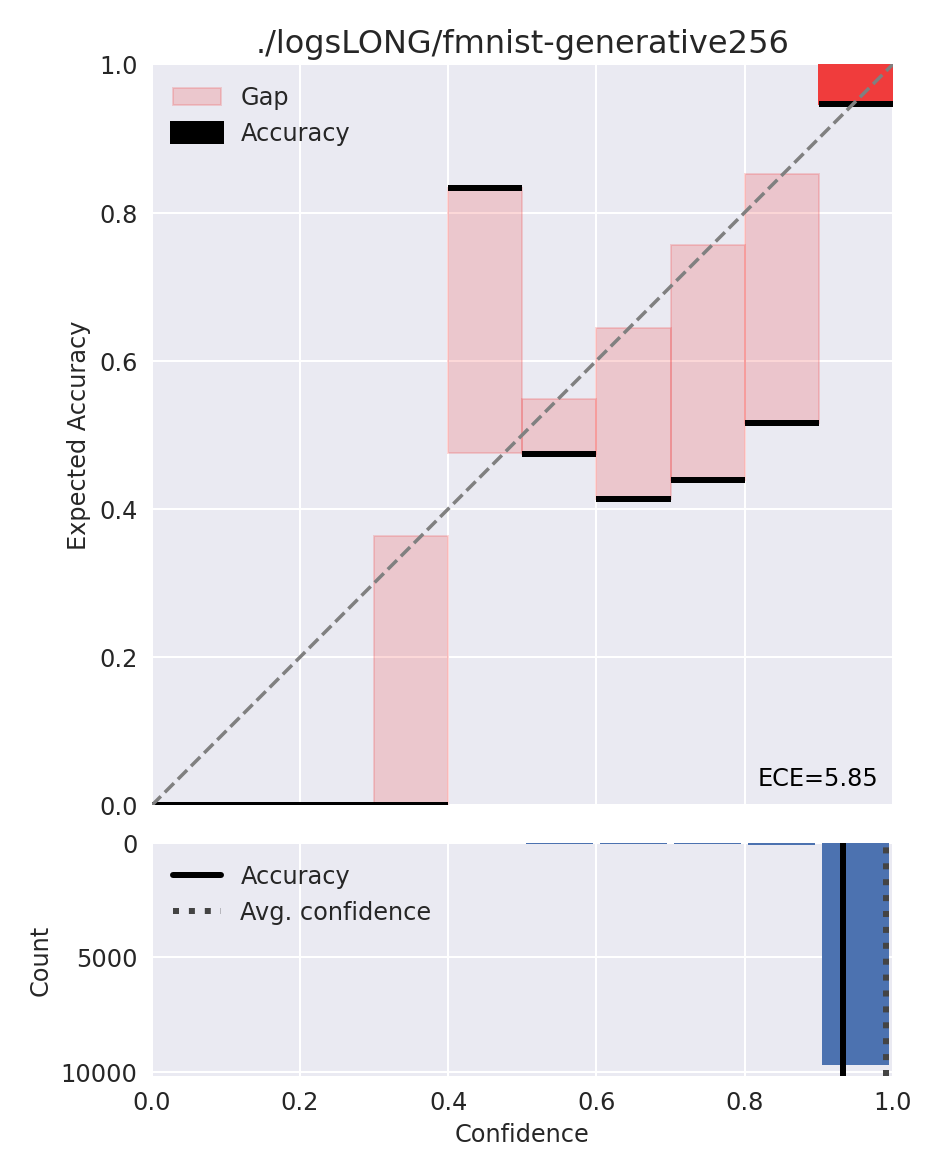 ./logsLONG/fmnist-generative256
1.0
Gap
Accuracy
0.8
0.6
Expected Accuracy
0.4
0.2
ECE=5.85
0.0
0
Accuracy
Avg. confidence
Count
5000
10000
0.0 0.2 0.4 0.6 0.8 1.0
Confidence